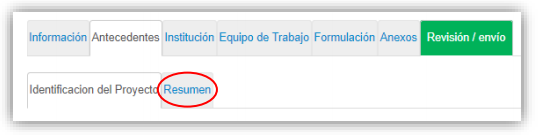 Información Antecedentes Institución Equipo de Trabajo Formulación Anexos Revisión / envío
Identificacion del Proyecto Resumen